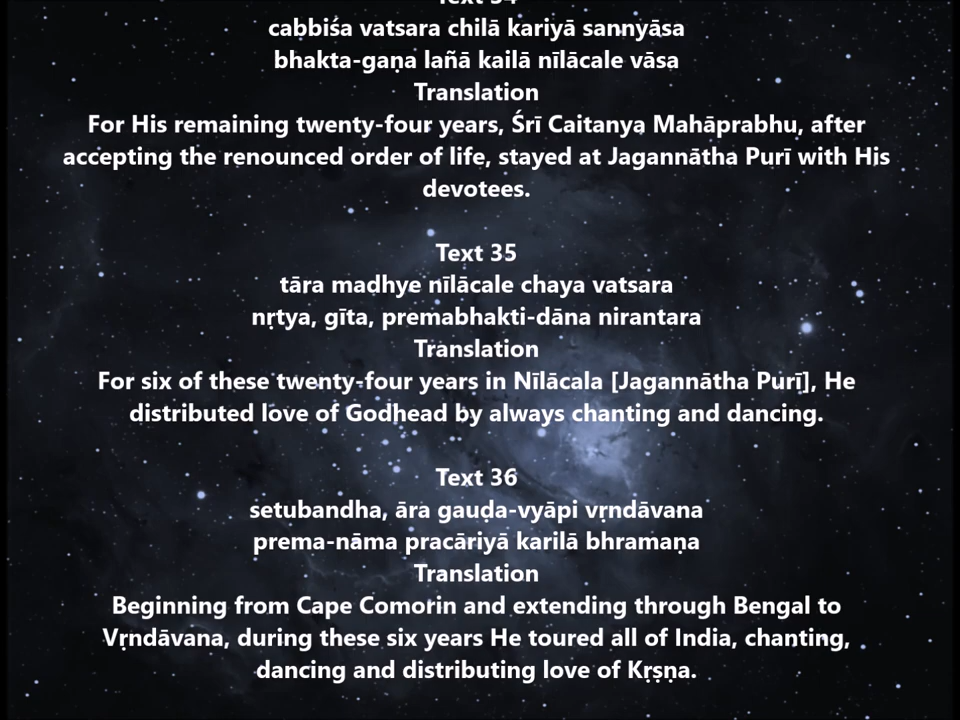 Text 34
cabbiśa vatsara chilā kariyā sannyāsa
bhakta-gaṇa lañā kailā nīlācale vāsa
Translation
For His remaining twenty-four years, Śrī Caitanya Mahāprabhu, after
accepting the renounced order of life, stayed at Jagannātha Purī with His
devotees.
Text 35
tāra madhye nīlācale chaya vatsara
nṛtya, gīta, premabhakti-dāna nirantara
Translation
For six of these twenty-four years in Nīlācala [Jagannātha Purī], He
distributed love of Godhead by always chanting and dancing.
Text 36
setubandha, āra gauḍa-vyāpi vṛndāvana
prema-nāma pracāriyā karilā bhramaṇa
Translation
Beginning from Cape Comorin and extending through Bengal to
Vṛndāvana, during these six years He toured all of India, chanting,
dancing and distributing love of Kṛṣṇa.